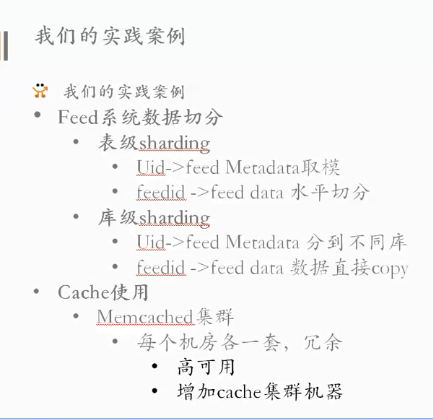 我们的实践案例
我们的实践案例
• Feed系统数据切分
• 表级sharding
• Uid->feed Metadata取模
• feedid ->feed data 水平切分
• 库级sharding
• Uid->feed Metadata 分到不同库
• feedid ->feed data 数据直接copy
• Cache使用
• Memcached集群
• 每个机房各一套，冗余
• 高可用
• 增加cache集群机器